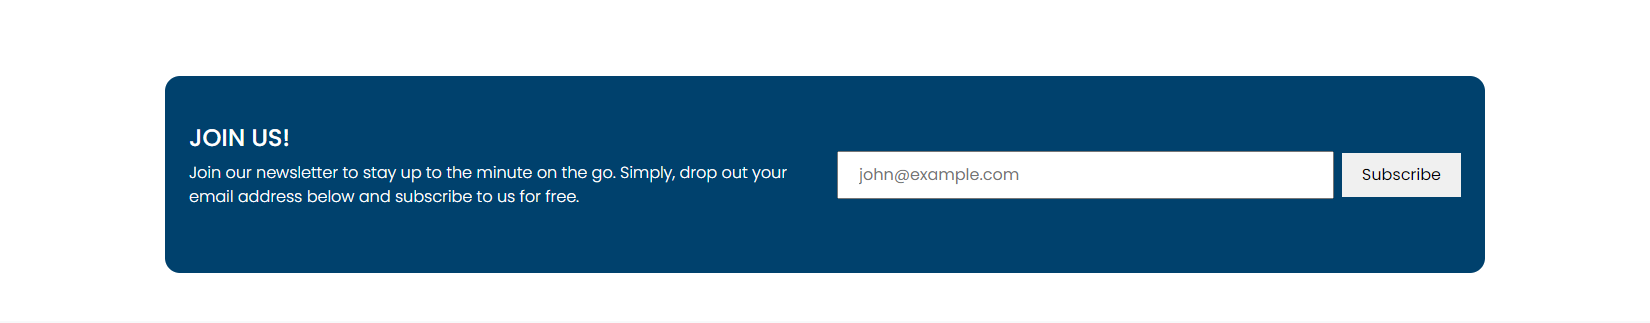 JOIN US!
Join our newsletter to stay up to the minute on the go. Simply, drop out your
email address below and subscribe to us for free.
john@example.com
Subscribe